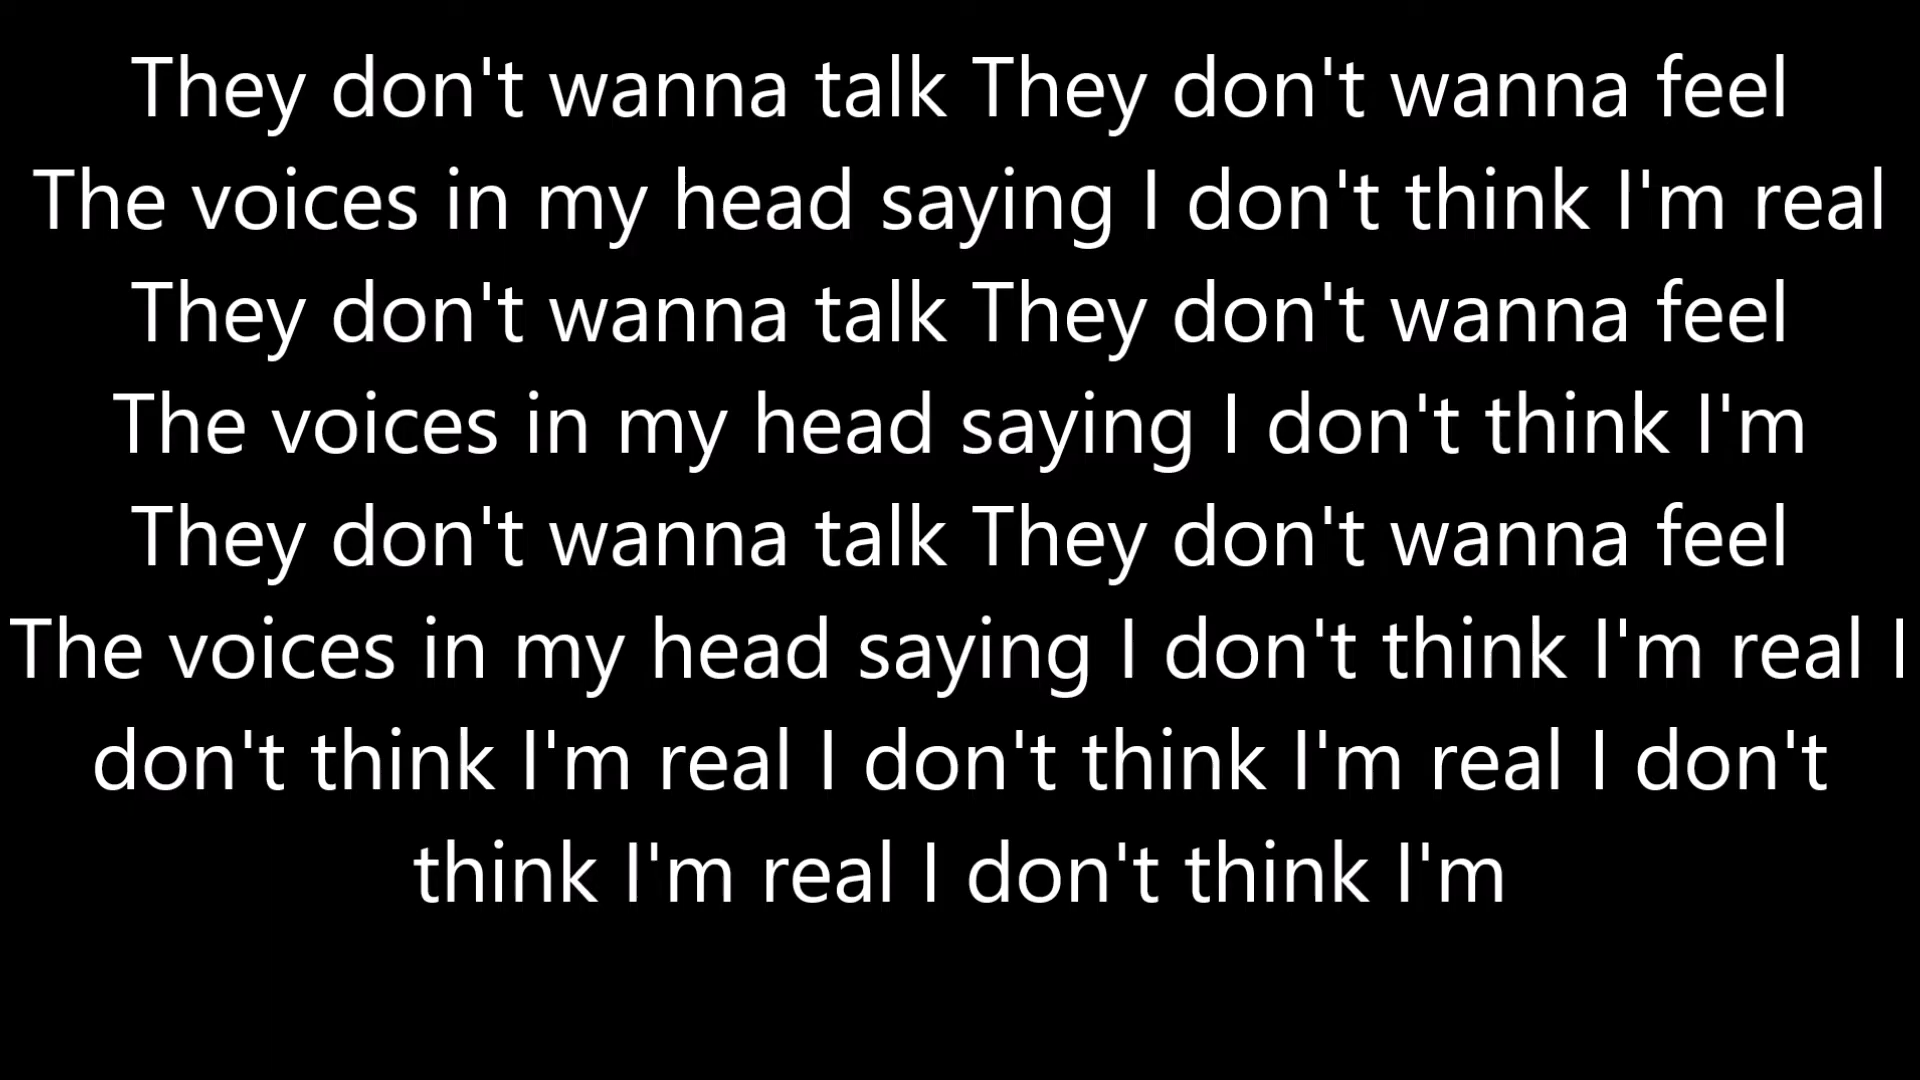 They don't wanna talk They don't wanna feel
The voices in my head saying I don't think I'm real
They don't wanna talk They don't wanna feel
The voices in my head saying I don't think I'm
They don't wanna talk They don't wanna feel
The voices in my head saying I don't think I'm real I
don't think I'm real I don't think I'm real I don't
think I'm real I don't think I'm